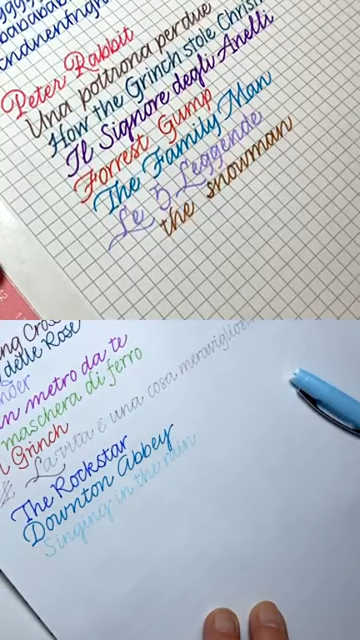 Peter Rabbit
Una poltrona per due
How the Grinch stole
Il Signore degli Anelli
Forrest Gump
The Family Man
Le 5 Leggende
the snowman
delle Rose
metro da te
maschera di ferro
Grinch
La vita è una cosa meravigliosa
The Rockstar
Downton Abbey
Singing in the rain